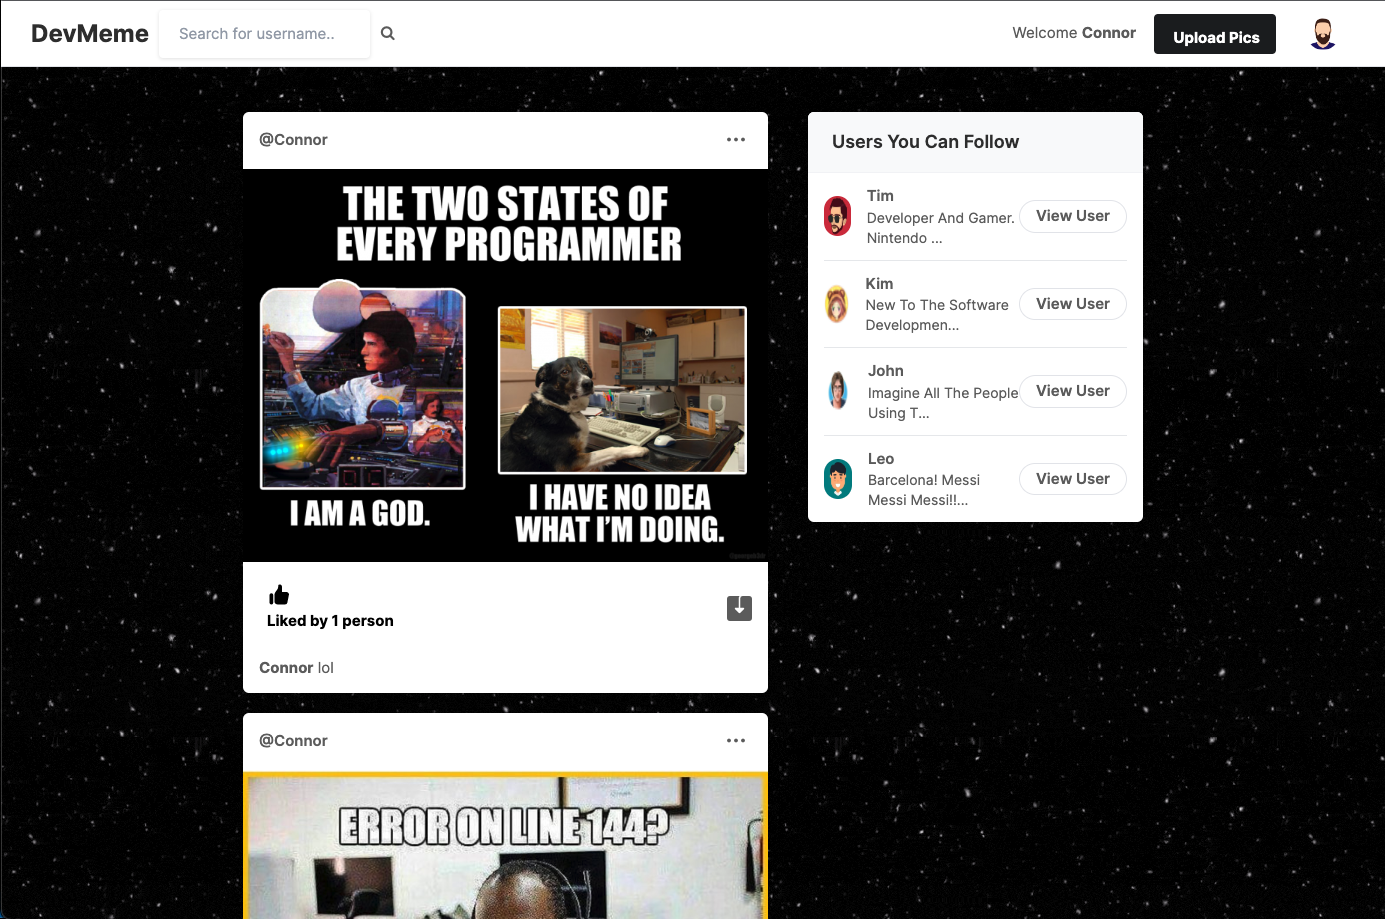 DevMeme
Search for username..
Welcome Connor
Upload Pics
@Connor
THE TWO STATES OF
EVERY PROGRAMMER
I AM A GOD.
I HAVE NO IDEA
WHAT I'M DOING.
Liked by 1 person
Connor lol
@Connor
ERROR ON LINE 144?
Users You Can Follow
Tim
Developer And Gamer.
Nintendo ...
View User
Kim
New To The Software
Developmen...
View User
John
Imagine All The People
Using T...
View User
Leo
Barcelona! Messi
Messi Messi!!...
View User